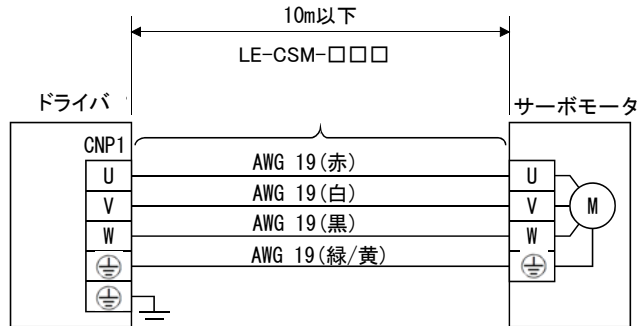 10m以下
LE-CSM-□□□
ドライバ
サーボモータ
CNP1
U
AWG 19(赤)
U
V
AWG 19(白)
V
M
W
AWG 19(黒)
W
AWG 19(緑/黄)